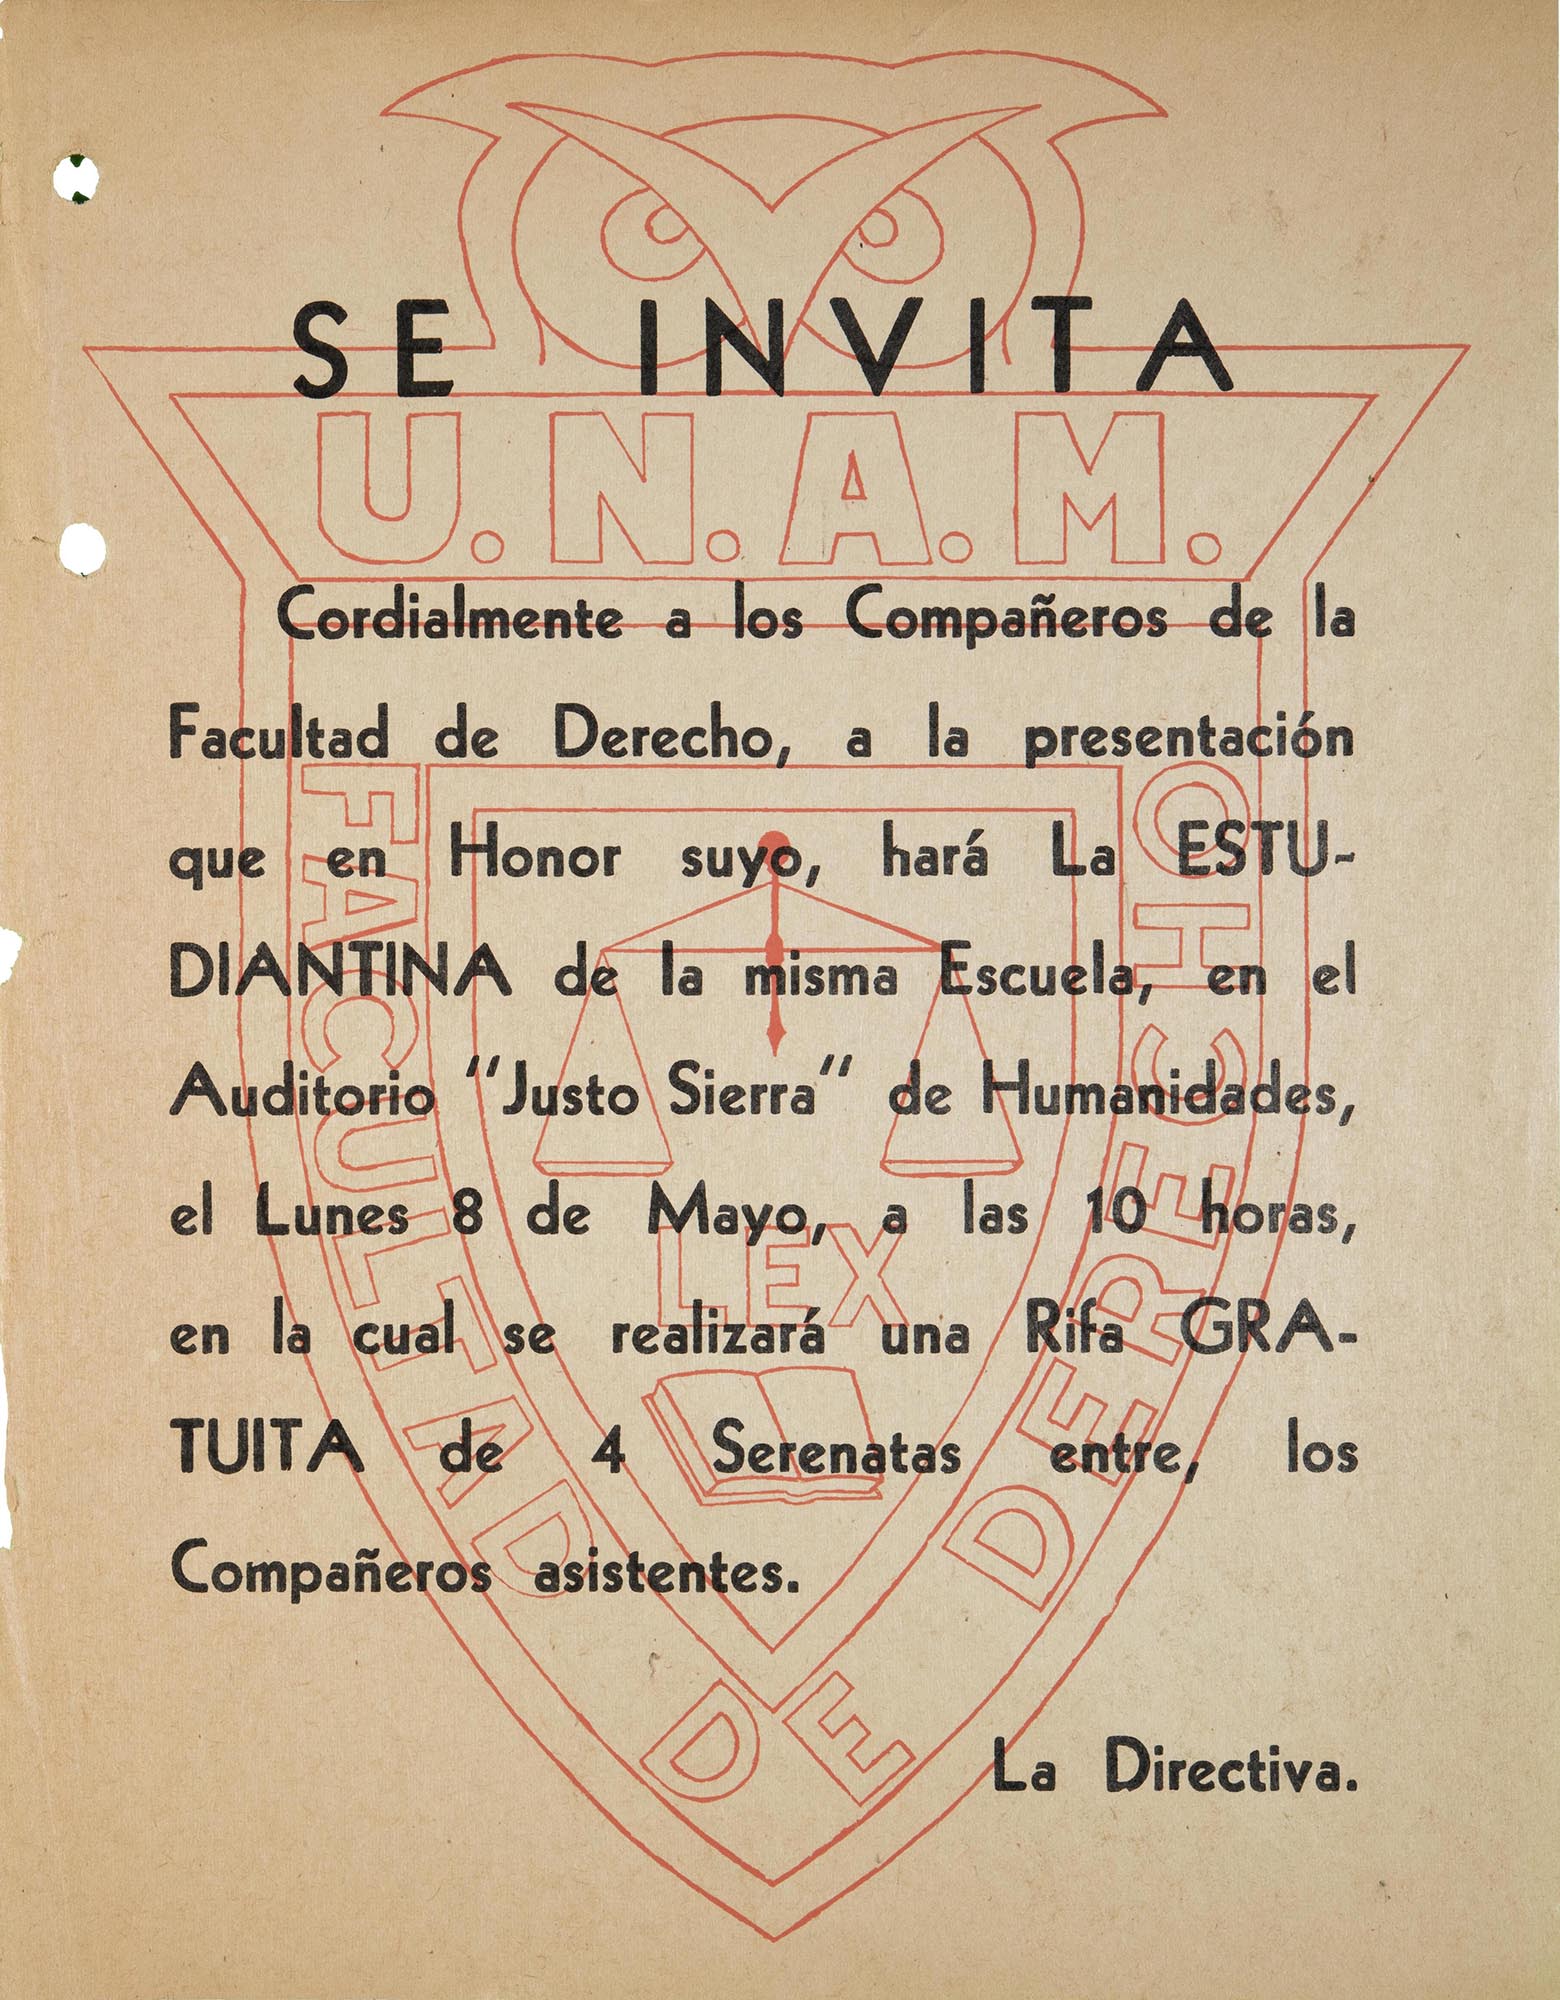 SE INVITA
U.N.A.M.
Cordialmente a los Compañeros de la
Facultad de Derecho, a la presentación
que en Honor suyo, hará La ESTU-
DIANTINA de la misma Escuela, en el
Auditorio "Justo Sierra" de Humanidades,
el Lunes 8 de Mayo, a las 10 horas,
en la cual se realizará una Rifa GRA-
TUITA de 4 Serenatas entre, los
Compañeros asistentes.
La Directiva.
FACULTAD DE DERECHO
LEX